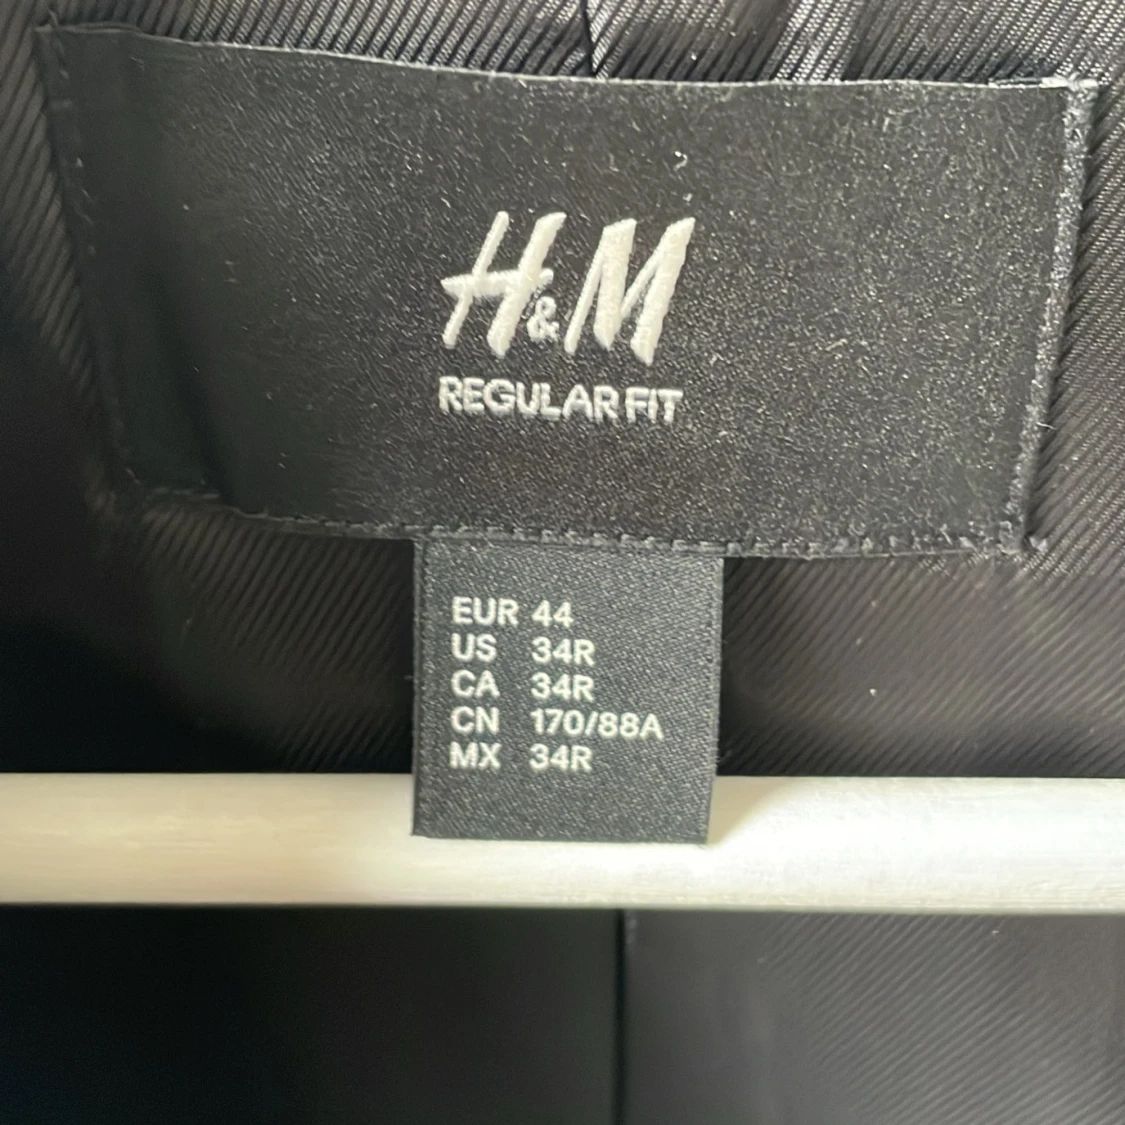 H&M
REGULAR FIT
EUR 44
US 34R
CA 34R
CN 170/88A
MX 34R